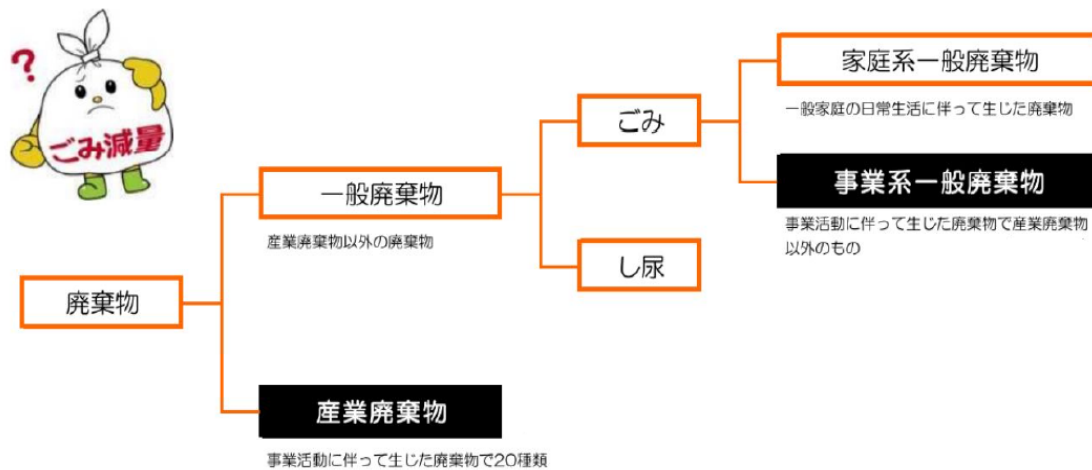 ?
ごみ減量
廃棄物
一般廃棄物
産業廃棄物以外の廃棄物
産業廃棄物
事業活動に伴って生じた廃棄物で20種類
ごみ
し尿
家庭系一般廃棄物
一般家庭の日常生活に伴って生じた廃棄物
事業系一般廃棄物
事業活動に伴って生じた廃棄物で産業廃棄物
以外のもの